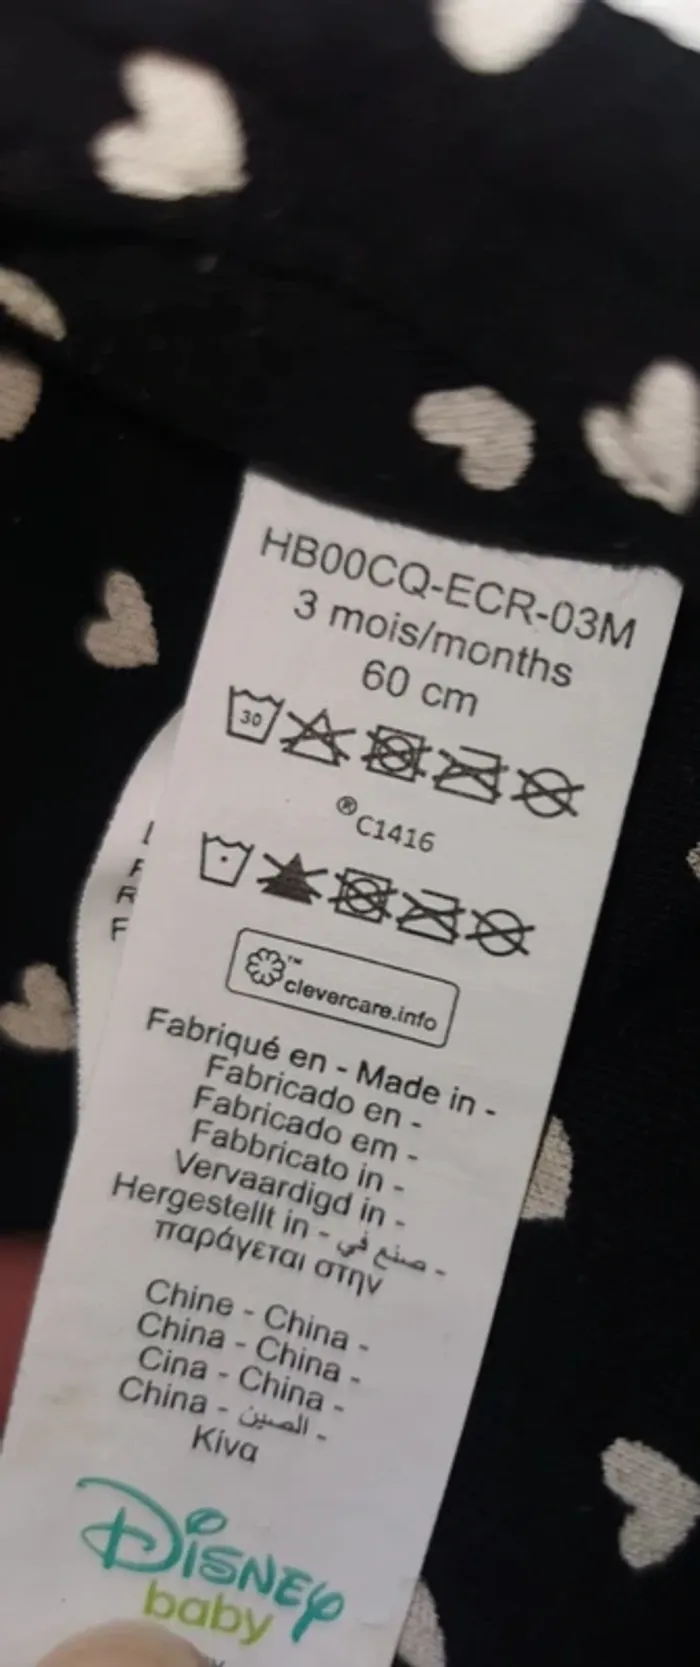 HB00CQ-ECR-03M
3 mois/months
60 cm
30
®C1416
™ clevercare.info
Fabriqué en - Made in -
Fabricado en -
Fabricado em -
Fabbricato in -
Vervaardigd in -
Hergestellt in - صنع في -
παράγεται στην
Chine - China -
China - China -
Cina - China -
China - الصين -
Κίνα
Disney
baby